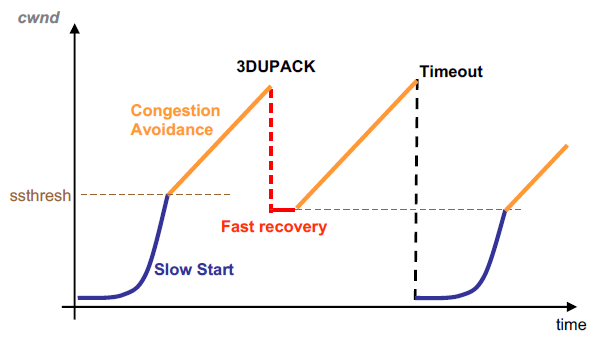 cwnd
3DUPACK
Timeout
Congestion
Avoidance
ssthresh
Fast recovery
Slow Start
time